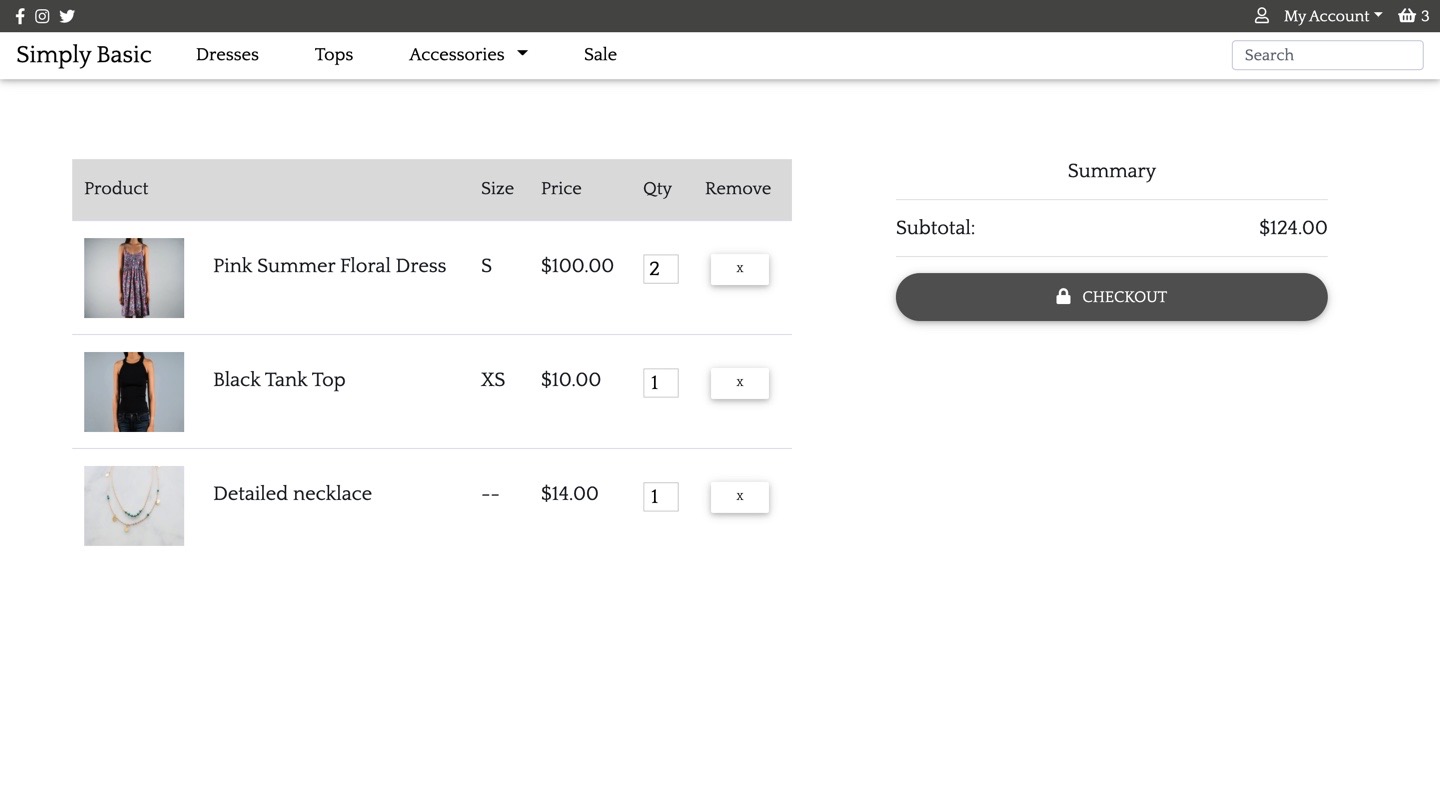 My Account 3
Simply Basic Dresses Tops Accessories Sale Search
Product Size Price Qty Remove
Pink Summer Floral Dress S $100.00 2 x
Black Tank Top XS $10.00 1 x
Detailed necklace -- $14.00 1 x
Summary
Subtotal: $124.00
CHECKOUT